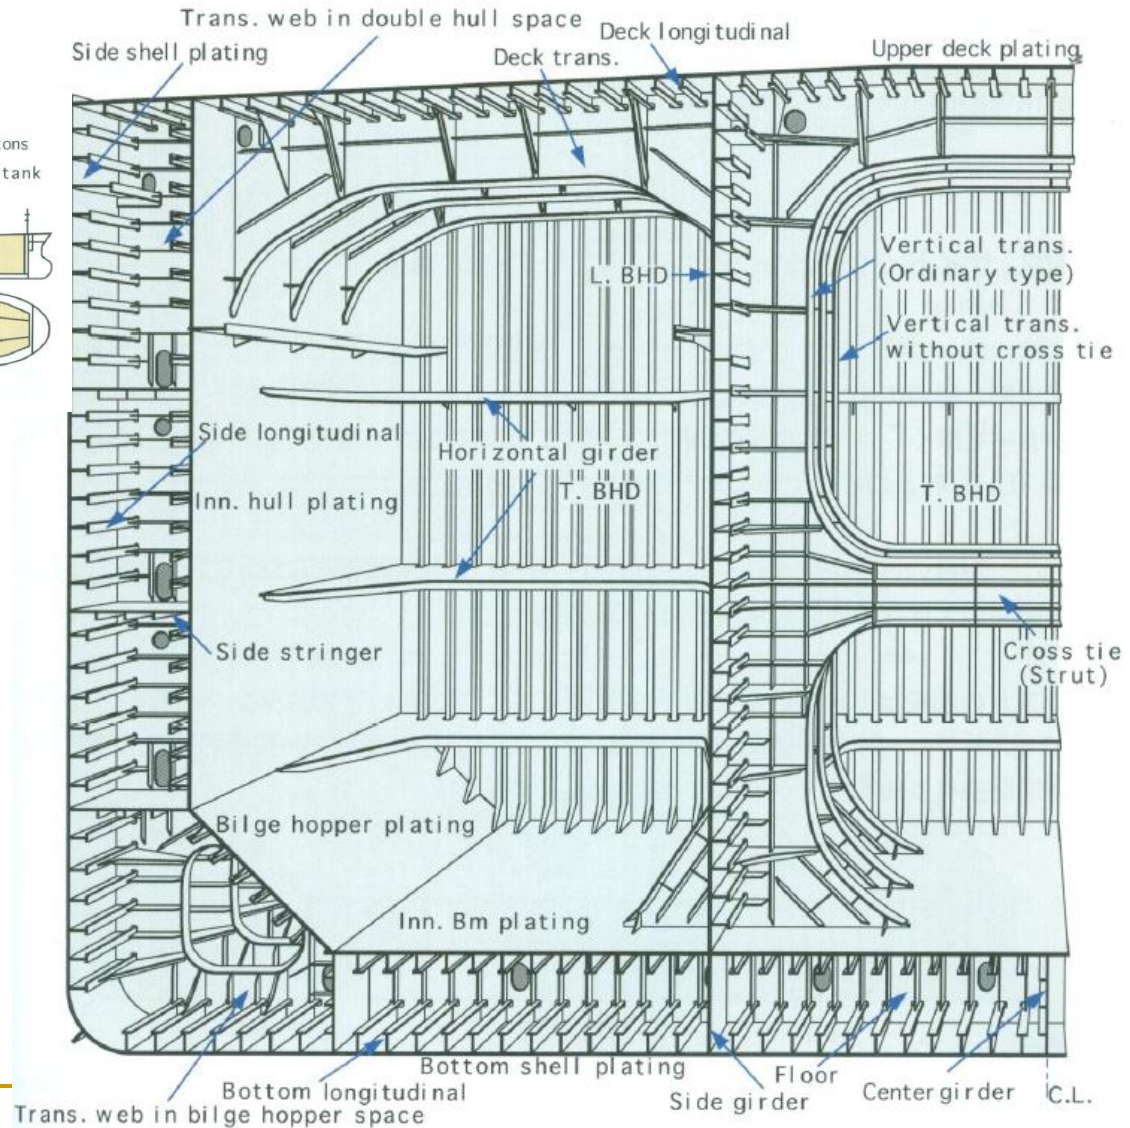 Trans. web in double hull space
Side shell plating
Deck trans.
Deck longitudinal
Upper deck plating
tank
L. BHD
Vertical trans.
(Ordinary type)
Vertical trans.
without cross tie
Side longitudinal
Horizontal girder
Inn. hull plating
T. BHD
T. BHD
Side stringer
Cross tie
(Strut)
Bilge hopper plating
Inn. Bm plating
Bottom shell plating
Floor
Bottom longitudinal
Side girder
Center girder
C.L.
Trans. web in bilge hopper space